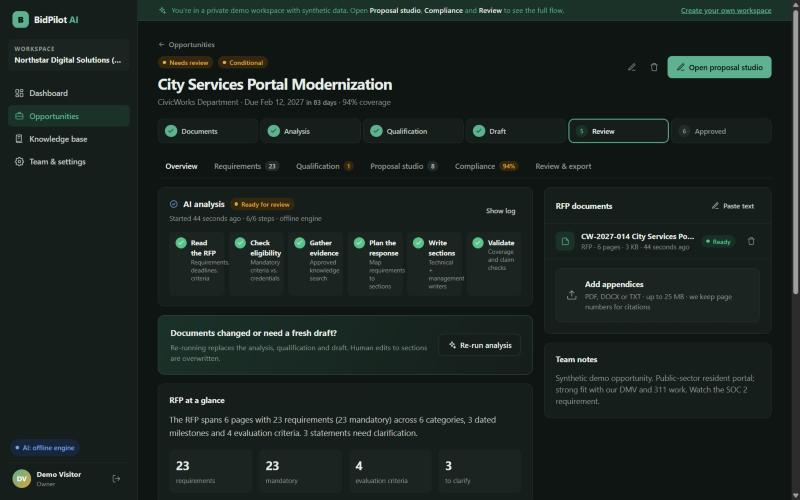 You're in a private demo workspace with synthetic data. Open Proposal studio, Compliance and Review to see the full flow.
Create your own workspace
B BidPilot AI
WORKSPACE
Northstar Digital Solutions (...
Dashboard
Opportunities
Knowledge base
Team & settings
AI: offline engine
DV
Demo Visitor
Owner
← Opportunities
Needs review
Conditional
City Services Portal Modernization
CivicWorks Department · Due Feb 12, 2027 in 83 days · 94% coverage
Open proposal studio
Documents
Analysis
Qualification
Draft
5 Review
6 Approved
Overview
Requirements 23
Qualification 1
Proposal studio 8
Compliance 94%
Review & export
AI analysis
Ready for review
Started 44 seconds ago · 6/6 steps · offline engine
Show log
Read
the RFP
Requirements,
deadlines,
criteria
Check
eligibility
Mandatory
criteria vs.
credentials
Gather
evidence
Approved
knowledge
search
Plan the
response
Map
requirements
to
sections
Write
sections
Technical
+
management
writers
Validate
Coverage
and claim
checks
Documents changed or need a fresh draft?
Re-running replaces the analysis, qualification and draft. Human edits to sections
are overwritten.
Re-run analysis
RFP at a glance
The RFP spans 6 pages with 23 requirements (23 mandatory) across 6 categories, 3 dated
milestones and 4 evaluation criteria. 3 statements need clarification.
23
requirements
23
mandatory
4
evaluation criteria
3
to clarify
RFP documents
Paste text
CW-2027-014 City Services Po...
RFP · 6 pages · 3 KB · 44 seconds ago
Ready
Add appendices
PDF, DOCX or TXT · up to 25 MB · we keep page
numbers for citations
Team notes
Synthetic demo opportunity. Public-sector resident portal;
strong fit with our DMV and 311 work. Watch the SOC 2
requirement.